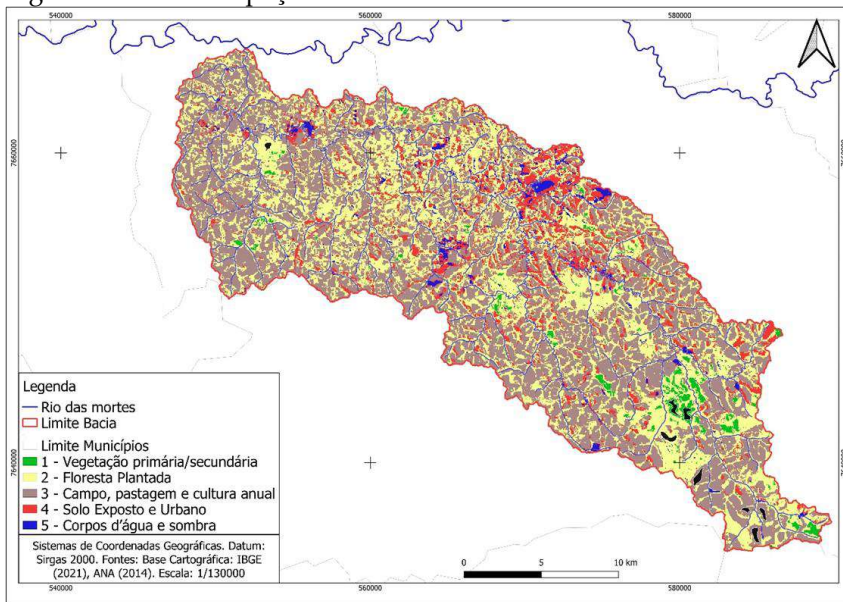 540000 560000 580000
7660000
7660000
7640000
7640000
Legenda
Rio das mortes
Limite Bacia
Limite Municípios
1 - Vegetação primária/secundária
2 - Floresta Plantada
3 - Campo, pastagem e cultura anual
4 - Solo Exposto e Urbano
5 - Corpos d'água e sombra
Sistemas de Coordenadas Geográficas. Datum:
Sirgas 2000. Fontes: Base Cartográfica: IBGE
(2021), ANA (2014). Escala: 1/130000
0 5 10 km
540000 560000 580000